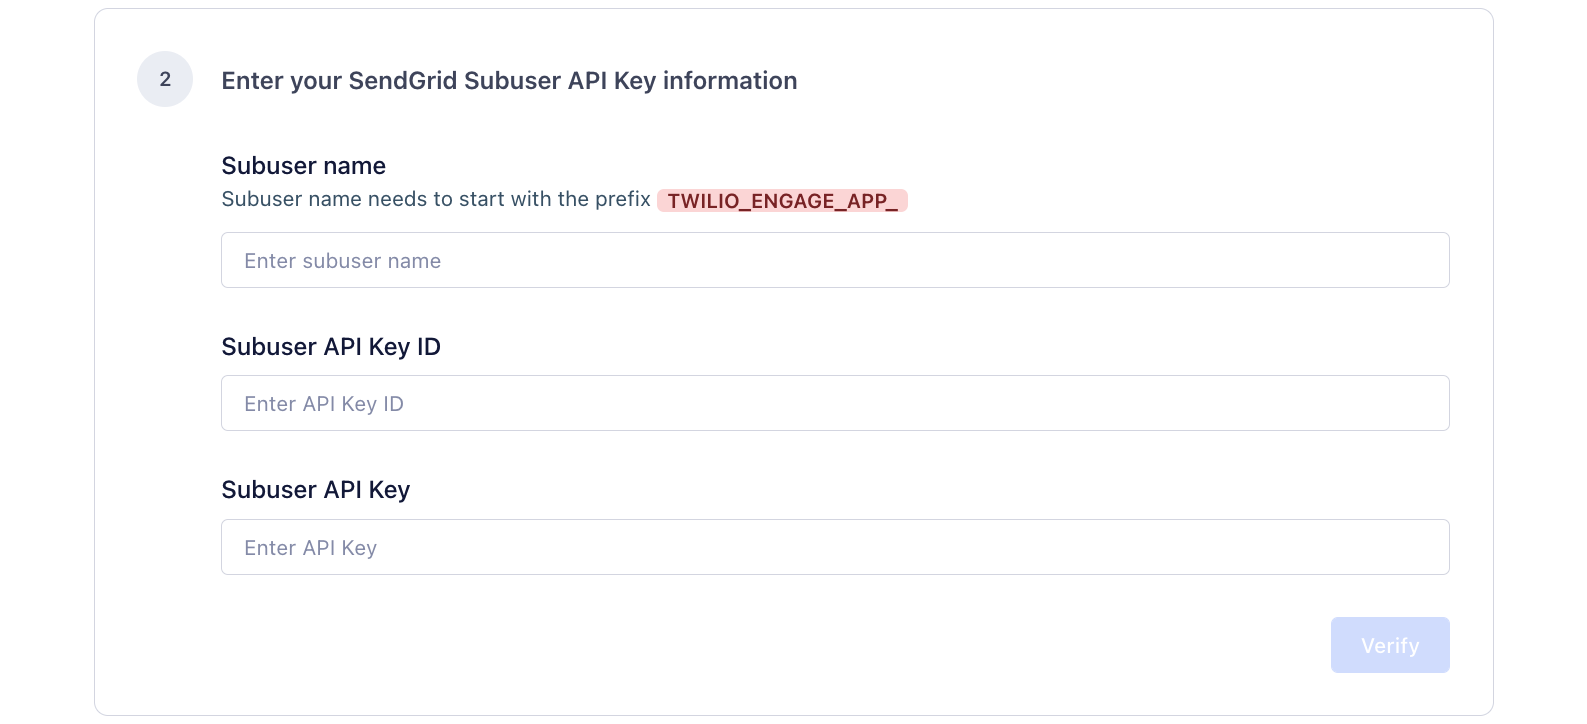 2
Enter your SendGrid Subuser API Key information
Subuser name
Subuser name needs to start with the prefix TWILIO_ENGAGE_APP_
Enter subuser name
Subuser API Key ID
Enter API Key ID
Subuser API Key
Enter API Key
Verify